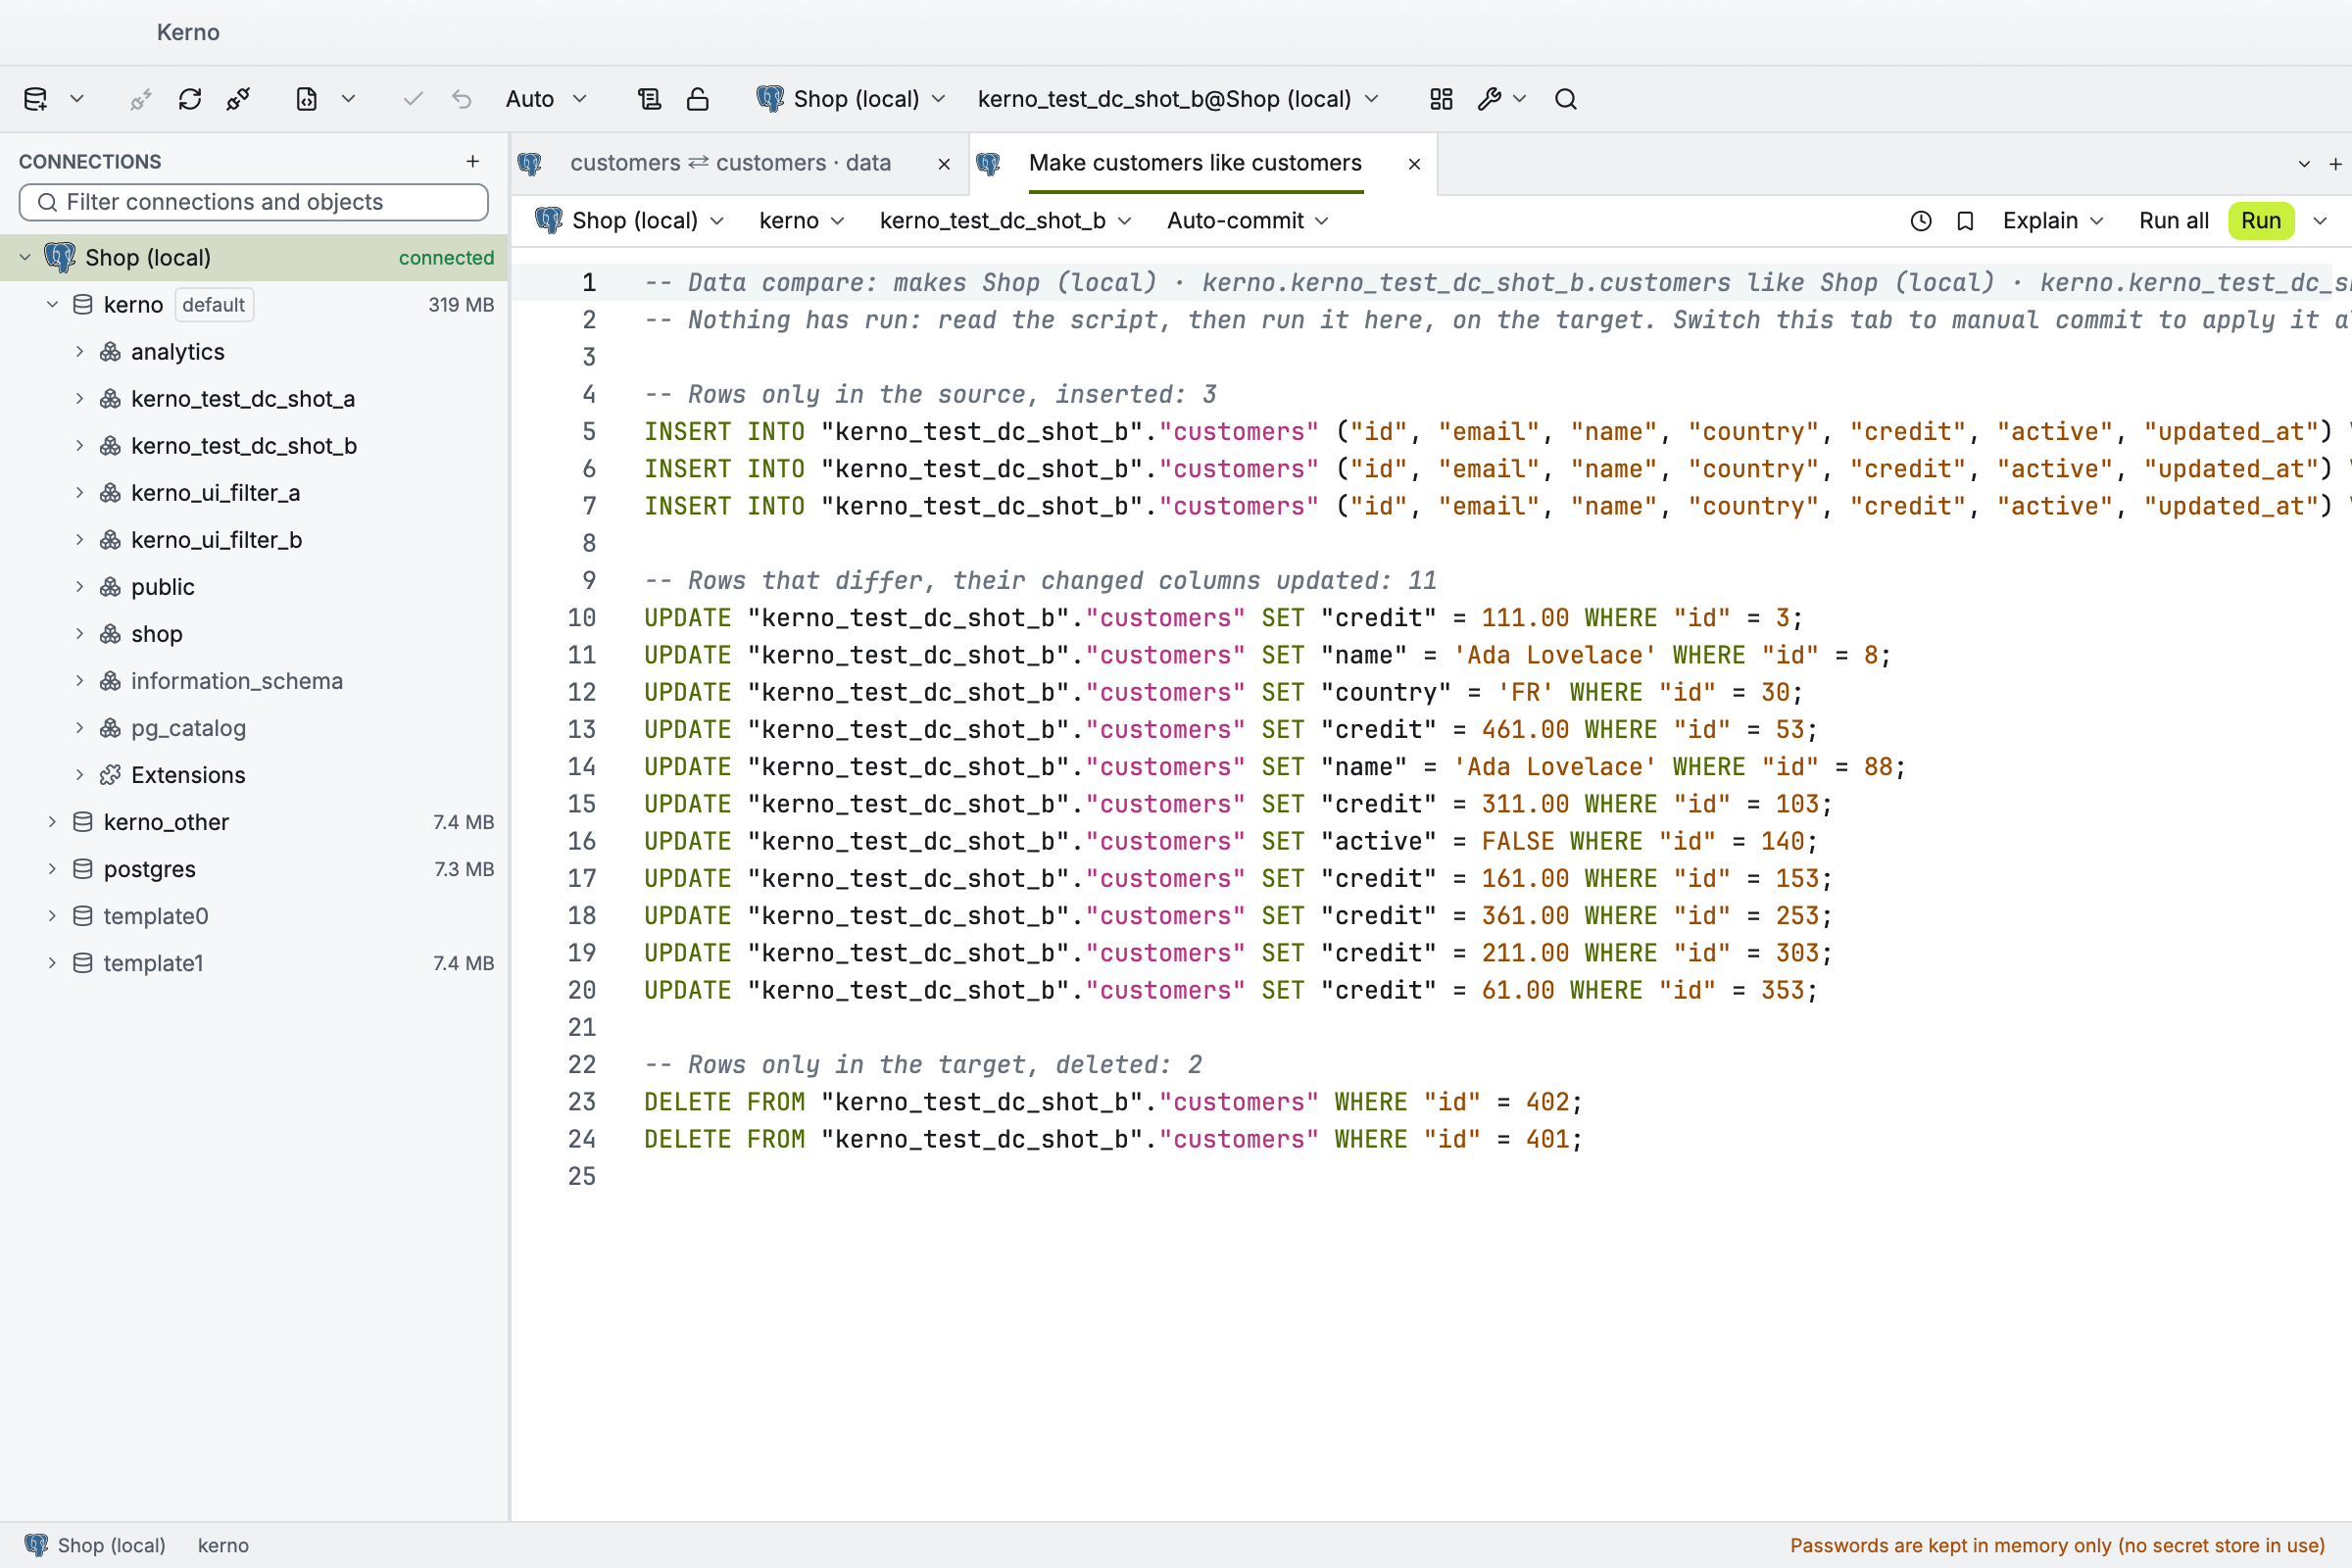 Kerno
Auto
Shop (local)
kerno_test_dc_shot_b@Shop (local)
CONNECTIONS
Filter connections and objects
Shop (local) connected
kerno default 319 MB
analytics
kerno_test_dc_shot_a
kerno_test_dc_shot_b
kerno_ui_filter_a
kerno_ui_filter_b
public
shop
information_schema
pg_catalog
Extensions
kerno_other 7.4 MB
postgres 7.3 MB
template0
template1 7.4 MB
customers ⇄ customers · data
Make customers like customers
Shop (local) kerno kerno_test_dc_shot_b Auto-commit Explain Run all Run
1 -- Data compare: makes Shop (local) · kerno.kerno_test_dc_shot_b.customers like Shop (local) · kerno.kerno_test_dc_s
2 -- Nothing has run: read the script, then run it here, on the target. Switch this tab to manual commit to apply it a
3
4 -- Rows only in the source, inserted: 3
5 INSERT INTO "kerno_test_dc_shot_b"."customers" ("id", "email", "name", "country", "credit", "active", "updated_at")
6 INSERT INTO "kerno_test_dc_shot_b"."customers" ("id", "email", "name", "country", "credit", "active", "updated_at")
7 INSERT INTO "kerno_test_dc_shot_b"."customers" ("id", "email", "name", "country", "credit", "active", "updated_at")
8
9 -- Rows that differ, their changed columns updated: 11
10 UPDATE "kerno_test_dc_shot_b"."customers" SET "credit" = 111.00 WHERE "id" = 3;
11 UPDATE "kerno_test_dc_shot_b"."customers" SET "name" = 'Ada Lovelace' WHERE "id" = 8;
12 UPDATE "kerno_test_dc_shot_b"."customers" SET "country" = 'FR' WHERE "id" = 30;
13 UPDATE "kerno_test_dc_shot_b"."customers" SET "credit" = 461.00 WHERE "id" = 53;
14 UPDATE "kerno_test_dc_shot_b"."customers" SET "name" = 'Ada Lovelace' WHERE "id" = 88;
15 UPDATE "kerno_test_dc_shot_b"."customers" SET "credit" = 311.00 WHERE "id" = 103;
16 UPDATE "kerno_test_dc_shot_b"."customers" SET "active" = FALSE WHERE "id" = 140;
17 UPDATE "kerno_test_dc_shot_b"."customers" SET "credit" = 161.00 WHERE "id" = 153;
18 UPDATE "kerno_test_dc_shot_b"."customers" SET "credit" = 361.00 WHERE "id" = 253;
19 UPDATE "kerno_test_dc_shot_b"."customers" SET "credit" = 211.00 WHERE "id" = 303;
20 UPDATE "kerno_test_dc_shot_b"."customers" SET "credit" = 61.00 WHERE "id" = 353;
21
22 -- Rows only in the target, deleted: 2
23 DELETE FROM "kerno_test_dc_shot_b"."customers" WHERE "id" = 402;
24 DELETE FROM "kerno_test_dc_shot_b"."customers" WHERE "id" = 401;
25
Shop (local) kerno
Passwords are kept in memory only (no secret store in use)